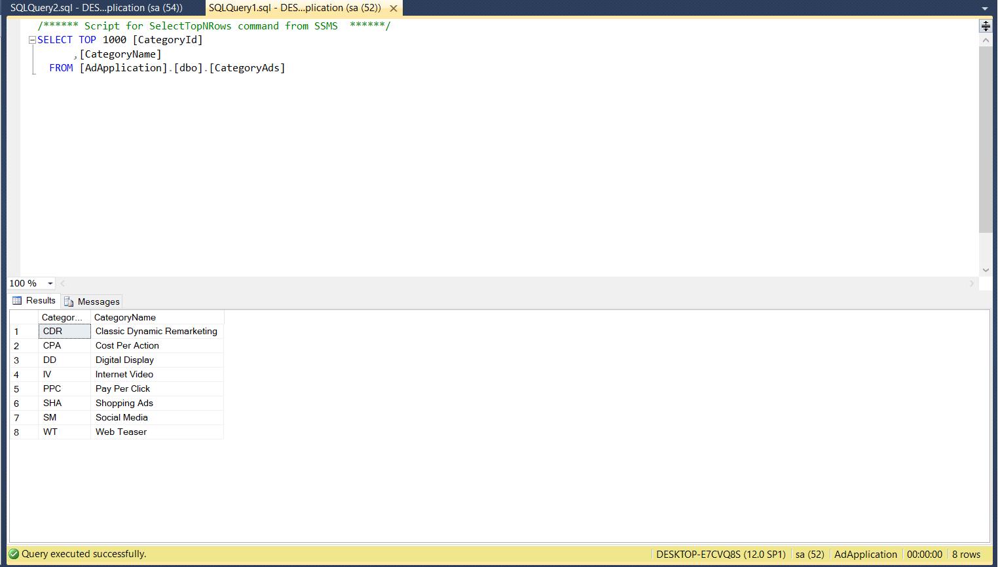 SQLQuery2.sql - DES...plication (sa (54)) SQLQuery1.sql - DES...plication (sa (52))
/****** Script for SelectTopNRows command from SSMS  ******/
SELECT TOP 1000 [CategoryId]
,[CategoryName]
FROM [AdApplication].[dbo].[CategoryAds]
100 %
Results Messages
Categor... CategoryName
1 CDR Classic Dynamic Remarketing
2 CPA Cost Per Action
3 DD Digital Display
4 IV Internet Video
5 PPC Pay Per Click
6 SHA Shopping Ads
7 SM Social Media
8 WT Web Teaser
Query executed successfully. DESKTOP-E7CVQ8S (12.0 SP1) sa (52) AdApplication 00:00:00 8 rows